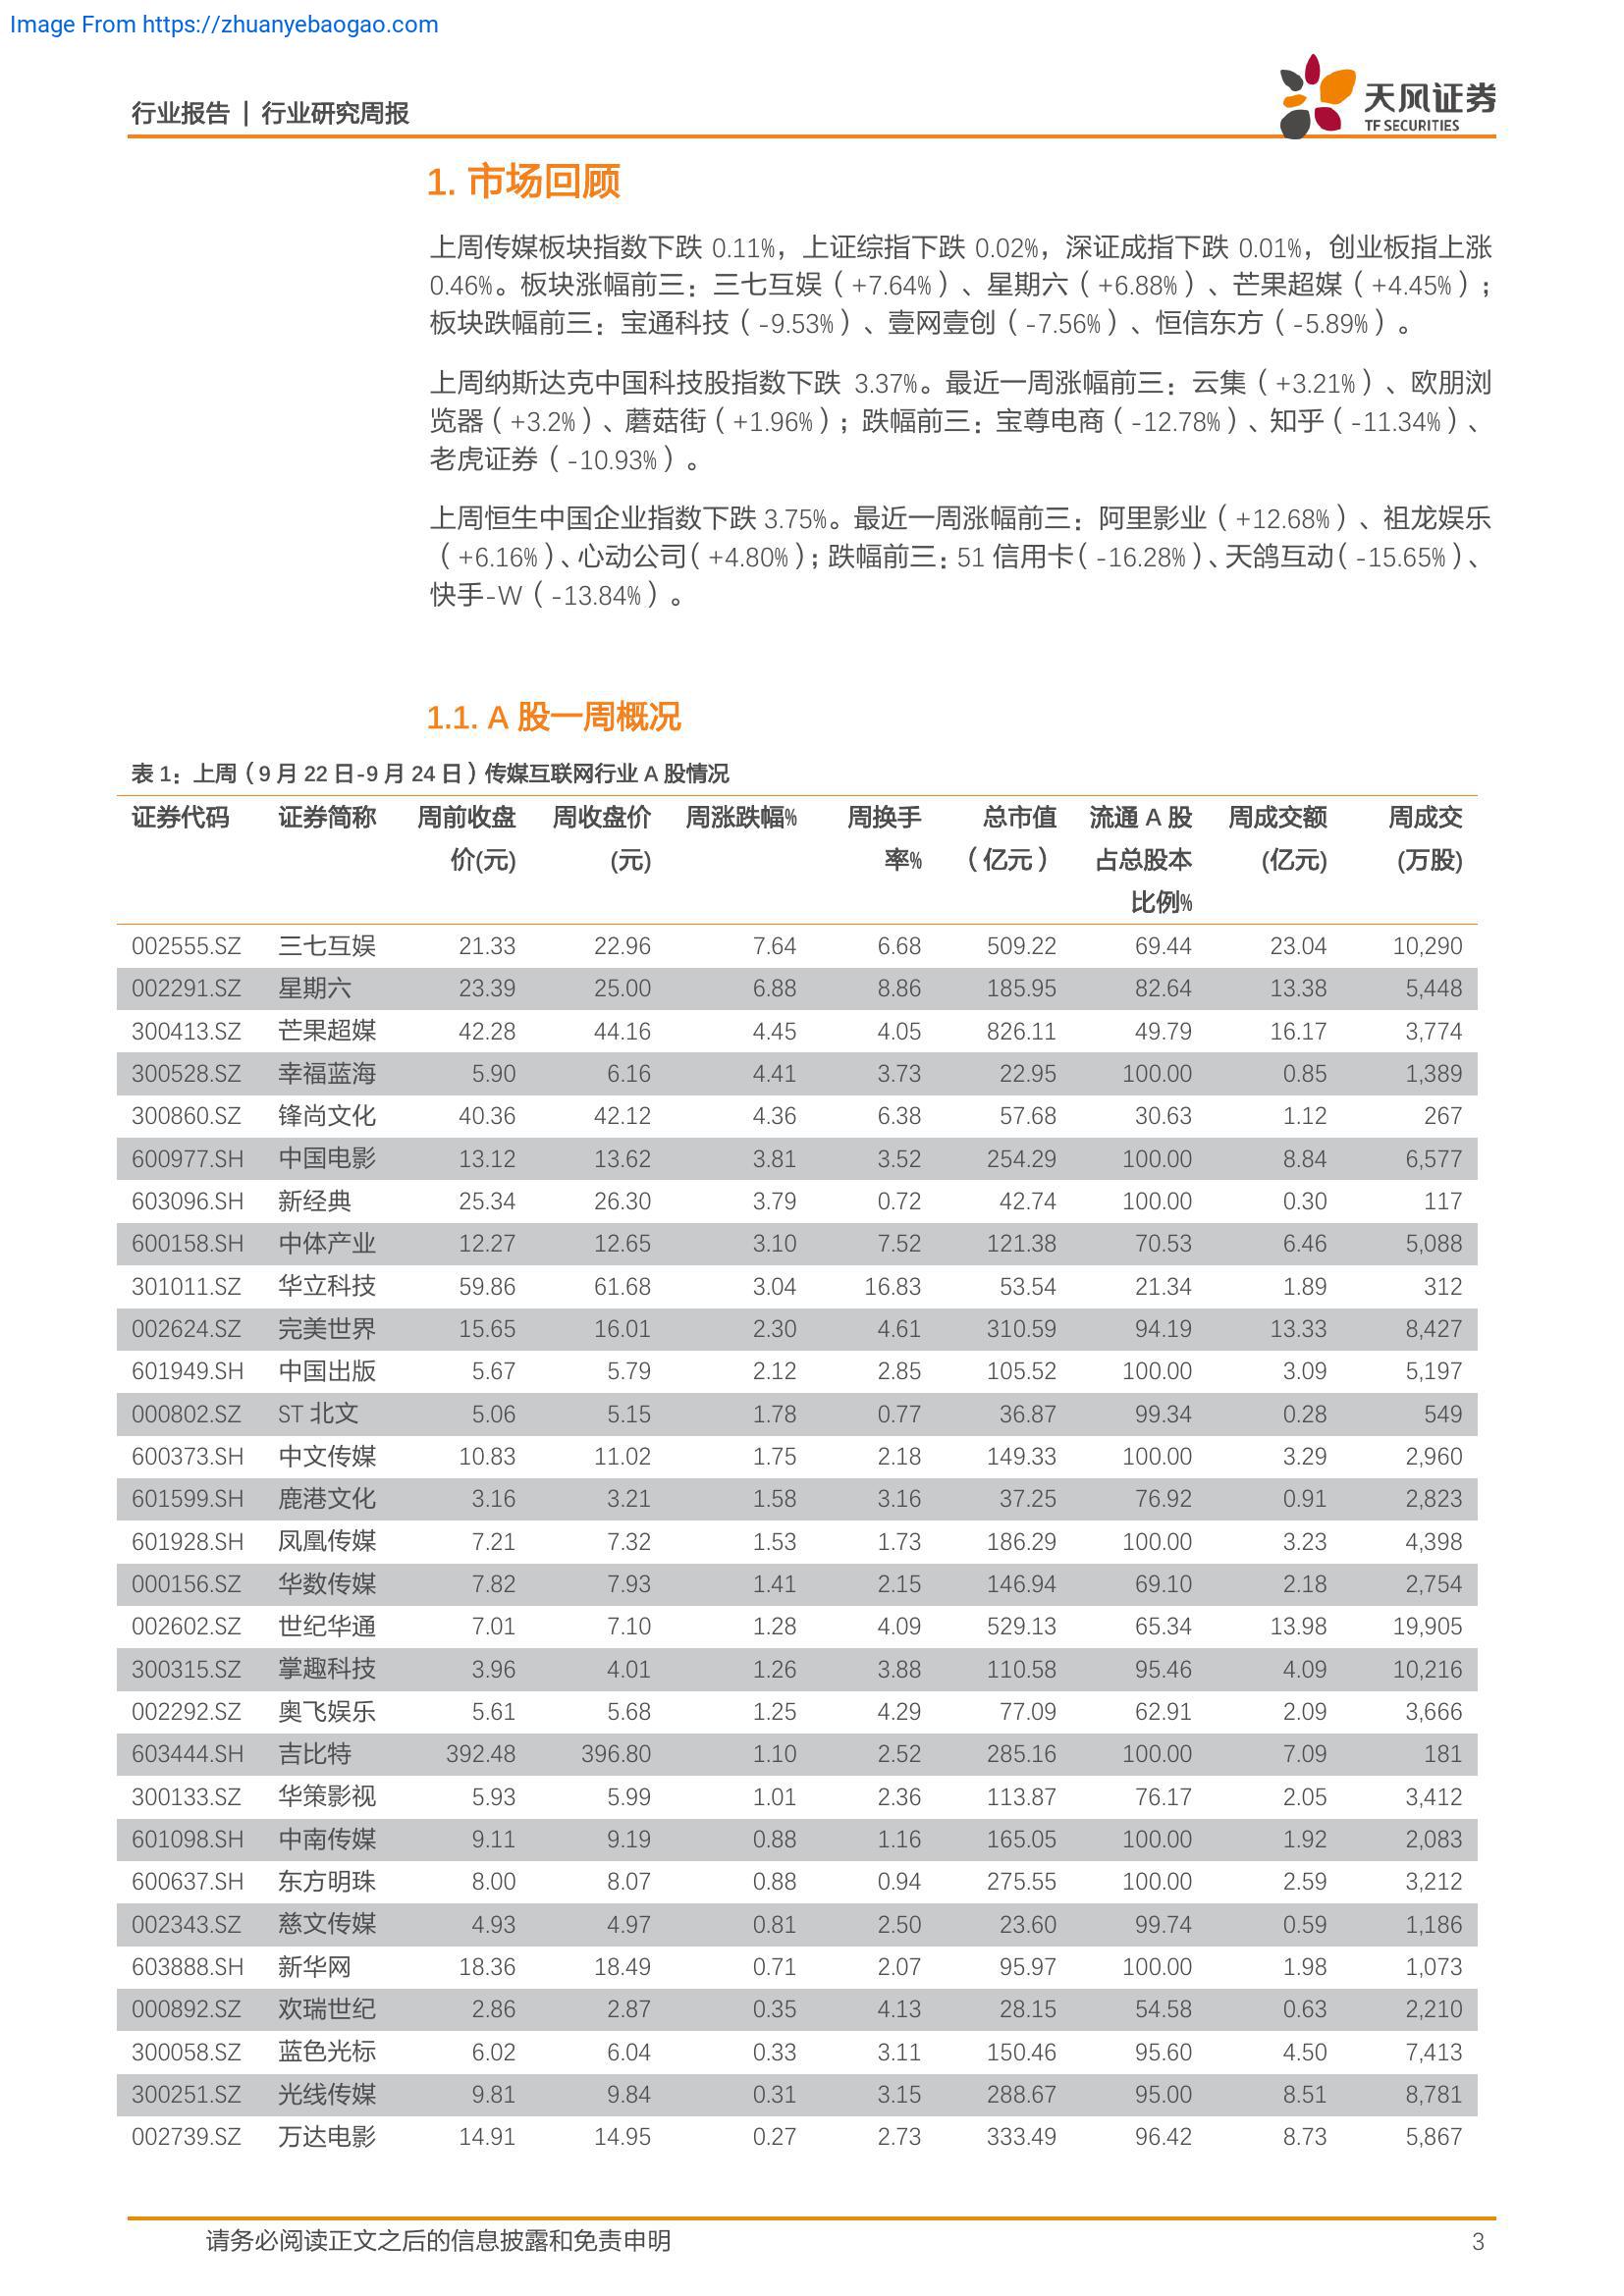 Image From https://zhuanyebaogao.com
行业报告 | 行业研究周报
天风证券
TF SECURITIES
1. 市场回顾
上周传媒板块指数下跌 0.11%，上证综指下跌 0.02%，深证成指下跌 0.01%，创业板指上涨
0.46%。板块涨幅前三：三七互娱（+7.64%）、星期六（+6.88%）、芒果超媒（+4.45%）；
板块跌幅前三：宝通科技（-9.53%）、壹网壹创（-7.56%）、恒信东方（-5.89%）。
上周纳斯达克中国科技股指数下跌 3.37%。最近一周涨幅前三：云集（+3.21%）、欧朋浏
览器（+3.2%）、蘑菇街（+1.96%）；跌幅前三：宝尊电商（-12.78%）、知乎（-11.34%）、
老虎证券（-10.93%）。
上周恒生中国企业指数下跌 3.75%。最近一周涨幅前三：阿里影业（+12.68%）、祖龙娱乐
（+6.16%）、心动公司（+4.80%）；跌幅前三：51 信用卡（-16.28%）、天鸽互动（-15.65%）、
快手-W（-13.84%）。
1.1. A 股一周概况
表 1：上周（9 月 22 日-9 月 24 日）传媒互联网行业 A 股情况
证券代码 证券简称 周前收盘 周收盘价 周涨跌幅% 周换手 总市值 流通 A 股 周成交额 周成交
价(元) (元) 率% （亿元） 占总股本 (亿元) (万股)
比例%
002555.SZ 三七互娱 21.33 22.96 7.64 6.68 509.22 69.44 23.04 10,290
002291.SZ 星期六 23.39 25.00 6.88 8.86 185.95 82.64 13.38 5,448
300413.SZ 芒果超媒 42.28 44.16 4.45 4.05 826.11 49.79 16.17 3,774
300528.SZ 幸福蓝海 5.90 6.16 4.41 3.73 22.95 100.00 0.85 1,389
300860.SZ 锋尚文化 40.36 42.12 4.36 6.38 57.68 30.63 1.12 267
600977.SH 中国电影 13.12 13.62 3.81 3.52 254.29 100.00 8.84 6,577
603096.SH 新经典 25.34 26.30 3.79 0.72 42.74 100.00 0.30 117
600158.SH 中体产业 12.27 12.65 3.10 7.52 121.38 70.53 6.46 5,088
301011.SZ 华立科技 59.86 61.68 3.04 16.83 53.54 21.34 1.89 312
002624.SZ 完美世界 15.65 16.01 2.30 4.61 310.59 94.19 13.33 8,427
601949.SH 中国出版 5.67 5.79 2.12 2.85 105.52 100.00 3.09 5,197
000802.SZ ST 北文 5.06 5.15 1.78 0.77 36.87 99.34 0.28 549
600373.SH 中文传媒 10.83 11.02 1.75 2.18 149.33 100.00 3.29 2,960
601599.SH 鹿港文化 3.16 3.21 1.58 3.16 37.25 76.92 0.91 2,823
601928.SH 凤凰传媒 7.21 7.32 1.53 1.73 186.29 100.00 3.23 4,398
000156.SZ 华数传媒 7.82 7.93 1.41 2.15 146.94 69.10 2.18 2,754
002602.SZ 世纪华通 7.01 7.10 1.28 4.09 529.13 65.34 13.98 19,905
300315.SZ 掌趣科技 3.96 4.01 1.26 3.88 110.58 95.46 4.09 10,216
002292.SZ 奥飞娱乐 5.61 5.68 1.25 4.29 77.09 62.91 2.09 3,666
603444.SH 吉比特 392.48 396.80 1.10 2.52 285.16 100.00 7.09 181
300133.SZ 华策影视 5.93 5.99 1.01 2.36 113.87 76.17 2.05 3,412
601098.SH 中南传媒 9.11 9.19 0.88 1.16 165.05 100.00 1.92 2,083
600637.SH 东方明珠 8.00 8.07 0.88 0.94 275.55 100.00 2.59 3,212
002343.SZ 慈文传媒 4.93 4.97 0.81 2.50 23.60 99.74 0.59 1,186
603888.SH 新华网 18.36 18.49 0.71 2.07 95.97 100.00 1.98 1,073
000892.SZ 欢瑞世纪 2.86 2.87 0.35 4.13 28.15 54.58 0.63 2,210
300058.SZ 蓝色光标 6.02 6.04 0.33 3.11 150.46 95.60 4.50 7,413
300251.SZ 光线传媒 9.81 9.84 0.31 3.15 288.67 95.00 8.51 8,781
002739.SZ 万达电影 14.91 14.95 0.27 2.73 333.49 96.42 8.73 5,867
请务必阅读正文之后的信息披露和免责申明 3